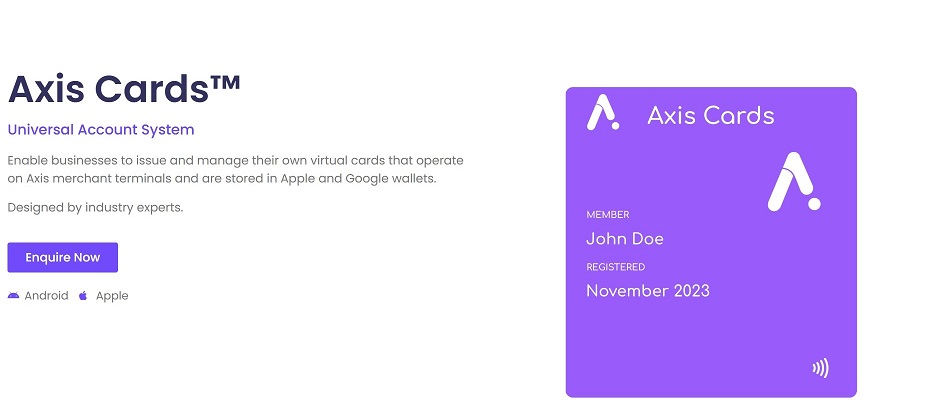 Axis Cards™
Universal Account System
Enable businesses to issue and manage their own virtual cards that operate
on Axis merchant terminals and are stored in Apple and Google wallets.
Designed by industry experts.
Enquire Now
Android Apple
Axis Cards
MEMBER
John Doe
REGISTERED
November 2023